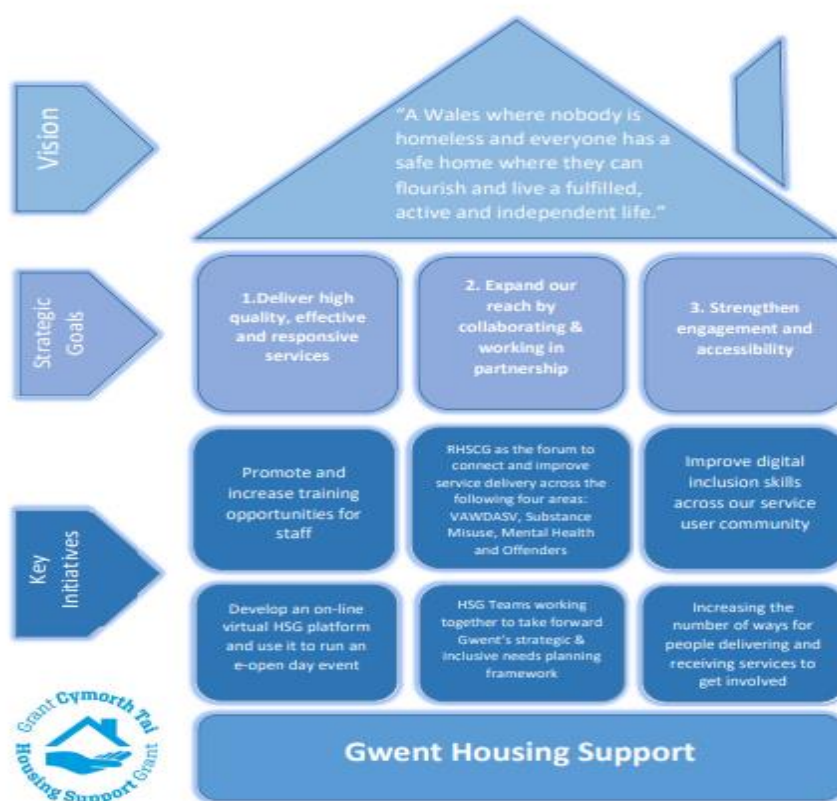 Vision
“A Wales where nobody is
homeless and everyone has a
safe home where they can
flourish and live a fulfilled,
active and independent life.”
Strategic
Goals
1.Deliver high
quality, effective
and responsive
services
2. Expand our
reach by
collaborating &
working in
partnership
3. Strengthen
engagement and
accessibility
Key
Initiatives
Promote and
increase training
opportunities for
staff
RHSCG as the forum to
connect and improve
service delivery across the
following four areas:
VAWDASV, Substance
Misuse, Mental Health
and Offenders
Improve digital
inclusion skills
across our service
user community
Develop an on-line
virtual HSG platform
and use it to run an
e-open day event
HSG Teams working
together to take forward
Gwent’s strategic &
inclusive needs planning
framework
Increasing the
number of ways for
people delivering and
receiving services to
get involved
Grant Cymorth Tai
Housing Support Grant
Gwent Housing Support